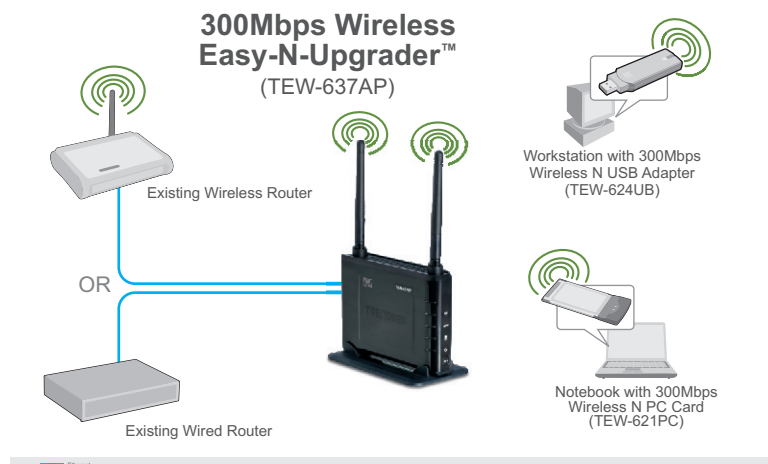 300Mbps Wireless
Easy-N-Upgrader™
(TEW-637AP)
Existing Wireless Router
OR
Existing Wired Router
Workstation with 300Mbps
Wireless N USB Adapter
(TEW-624UB)
Notebook with 300Mbps
Wireless N PC Card
(TEW-621PC)